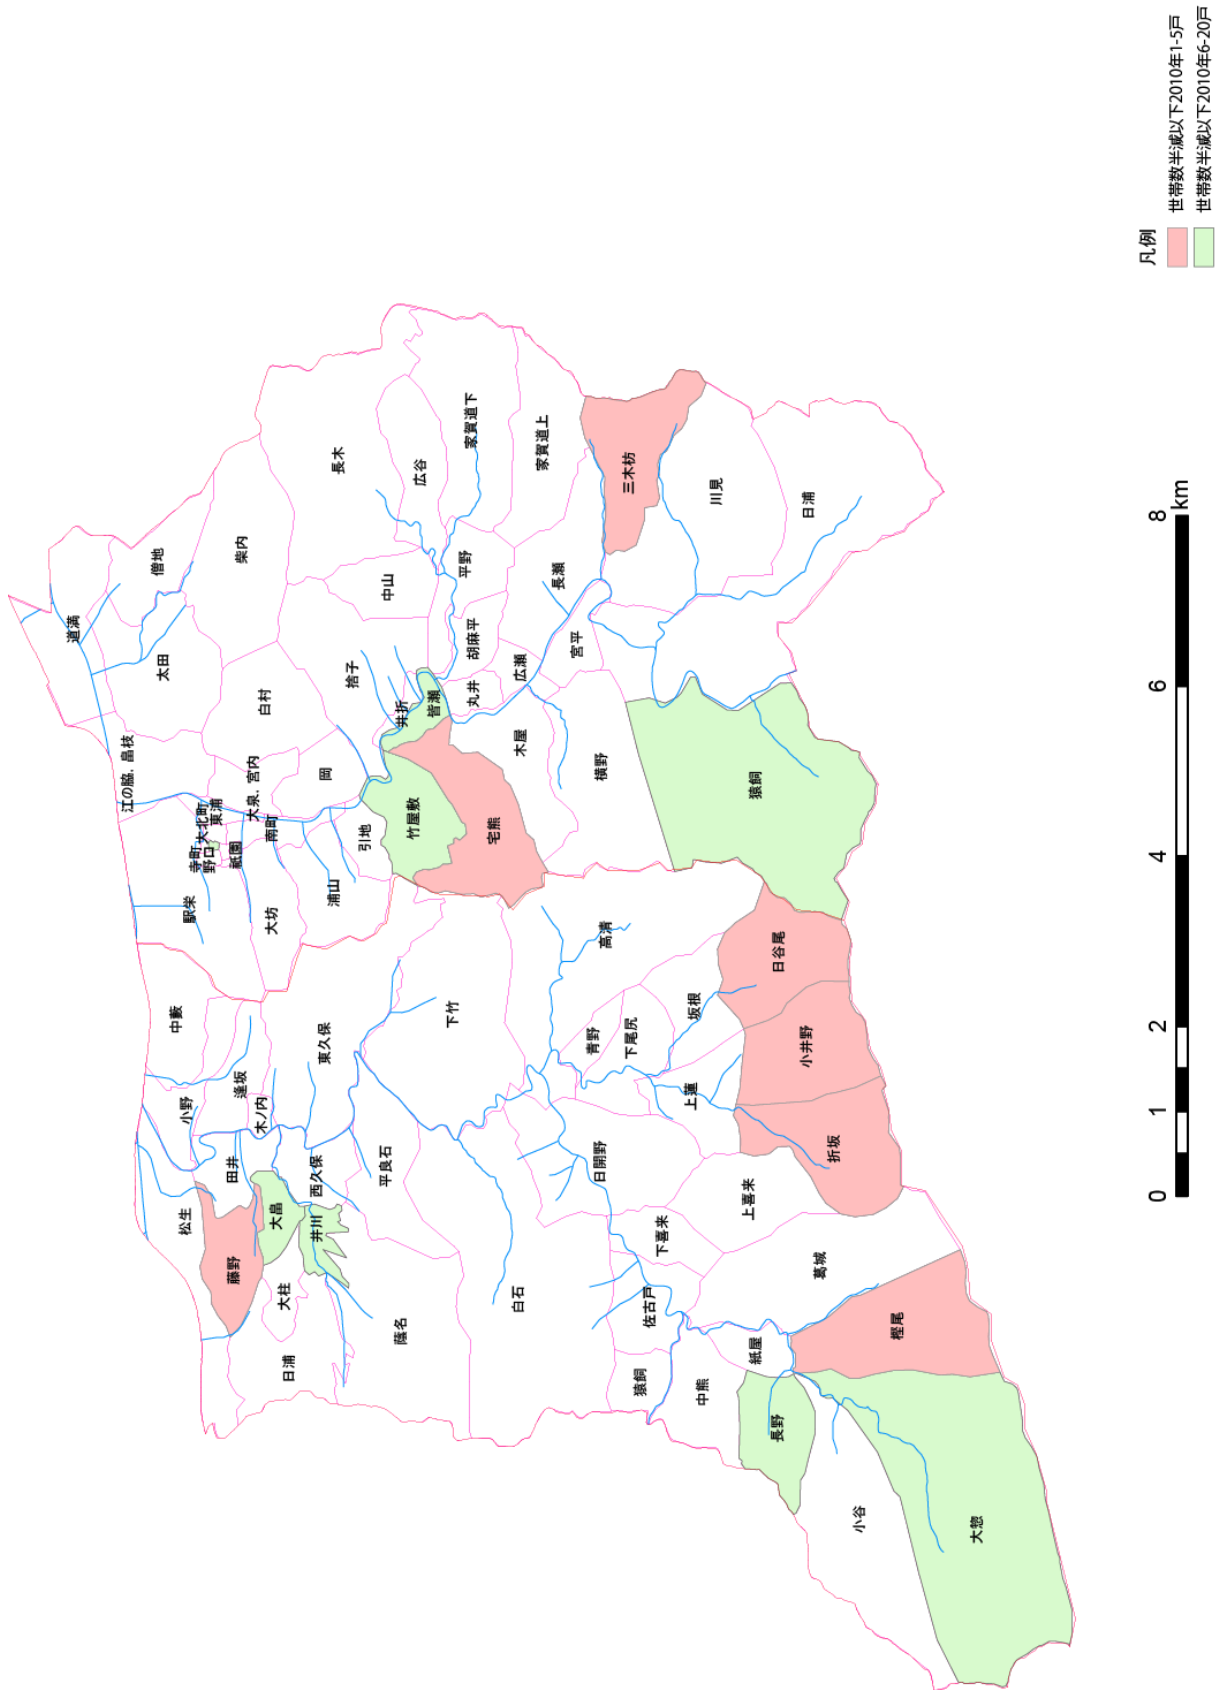 道満
僧地
太田
柴内
長木
広谷
家賀道下
家賀道上
三木枋
川見
日浦
中山
平野
長瀬
白村
捨子
井折
皆瀬
胡麻平
丸井
広瀬
宮平
江の脇．畠枝
大北町
東浦
大泉．宮内
南町
岡
木屋
横野
猿飼
寺町
野口
祗園
引地
竹屋敷
宅熊
駅栄
大坊
浦山
中藪
小野
逢坂
木ノ内
東久保
下竹
高清
青野
下尾尻
坂根
日谷尾
小井野
上蓮
折坂
松生
田井
藤野
大畠
井川
西久保
平良石
日開野
下喜来
上喜来
大柱
日浦
蔭名
白石
佐古戸
葛城
猿飼
中熊
紙屋
樫尾
長野
小谷
大惣
0 1 2 4 6 8
km
凡例
世帯数半減以下2010年1-5戸
世帯数半減以下2010年6-20戸